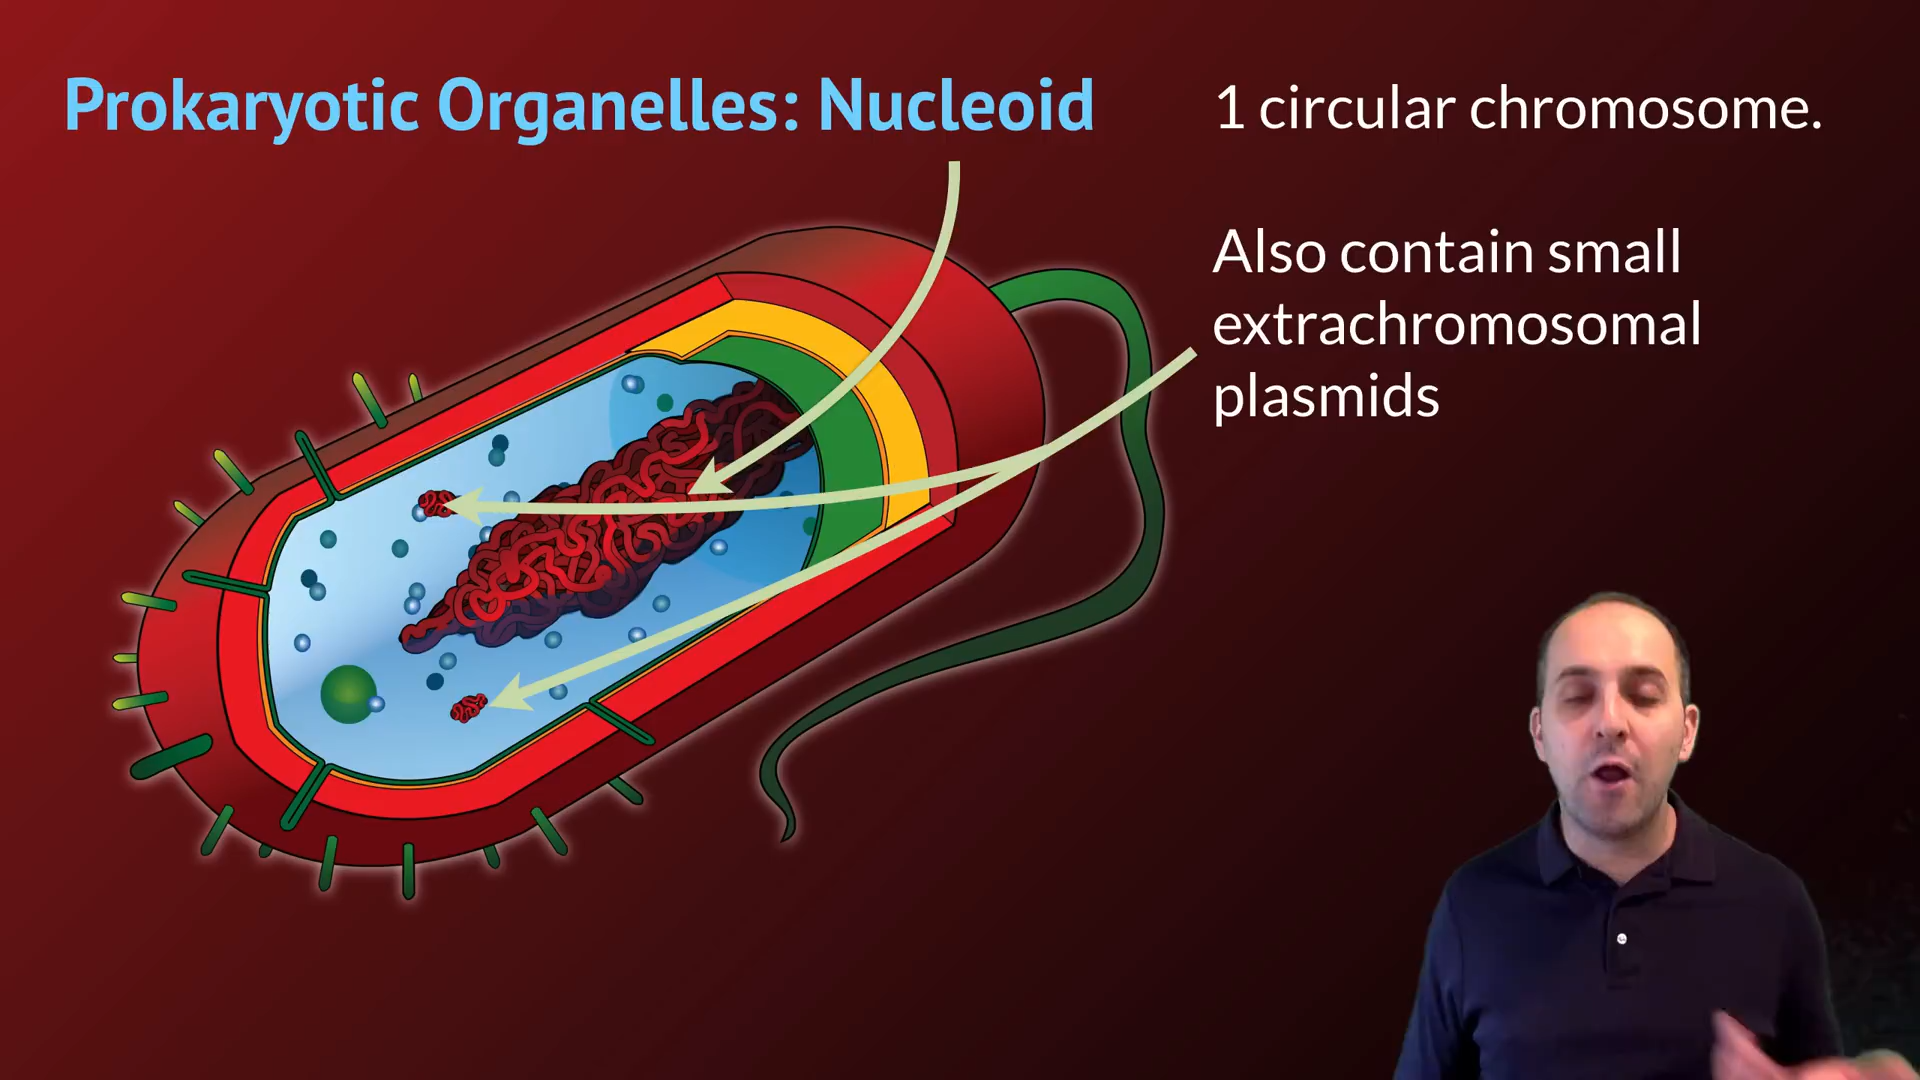 Prokaryotic Organelles: Nucleoid
1 circular chromosome.
Also contain small
extrachromosomal
plasmids